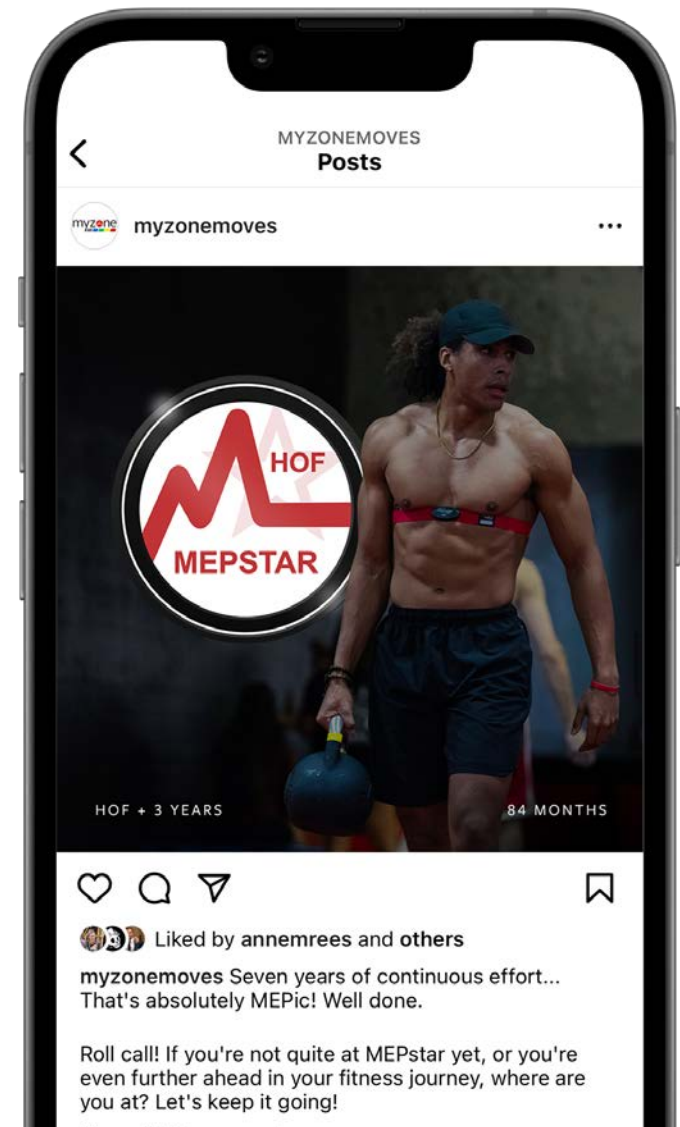 MYZONEMOVES
Posts
myzone
myzonemoves
HOF
MEPSTAR
HOF + 3 YEARS
84 MONTHS
Liked by annemrees and others
myzonemoves Seven years of continuous effort...
That's absolutely MEPic! Well done.
Roll call! If you're not quite at MEPstar yet, or you're
even further ahead in your fitness journey, where are
you at? Let's keep it going!